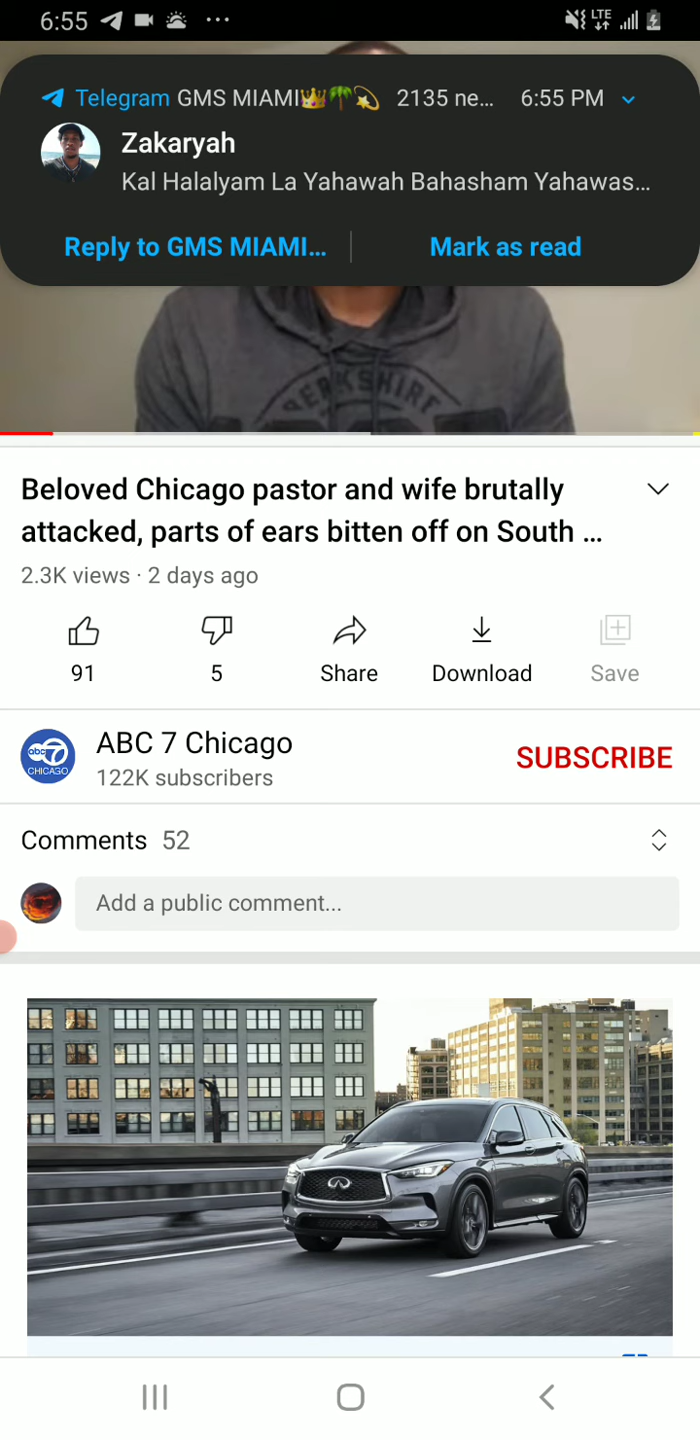 6:55 LTE
Telegram GMS MIAMI👑🌴💫 2135 ne... 6:55 PM
Zakaryah
Kal Halalyam La Yahawah Bahasham Yahawas...
Reply to GMS MIAMI... Mark as read
BERKSHIRE
Beloved Chicago pastor and wife brutally
attacked, parts of ears bitten off on South ...
2.3K views · 2 days ago
91 5 Share Download Save
abc 7 CHICAGO
ABC 7 Chicago
122K subscribers
SUBSCRIBE
Comments 52
Add a public comment...